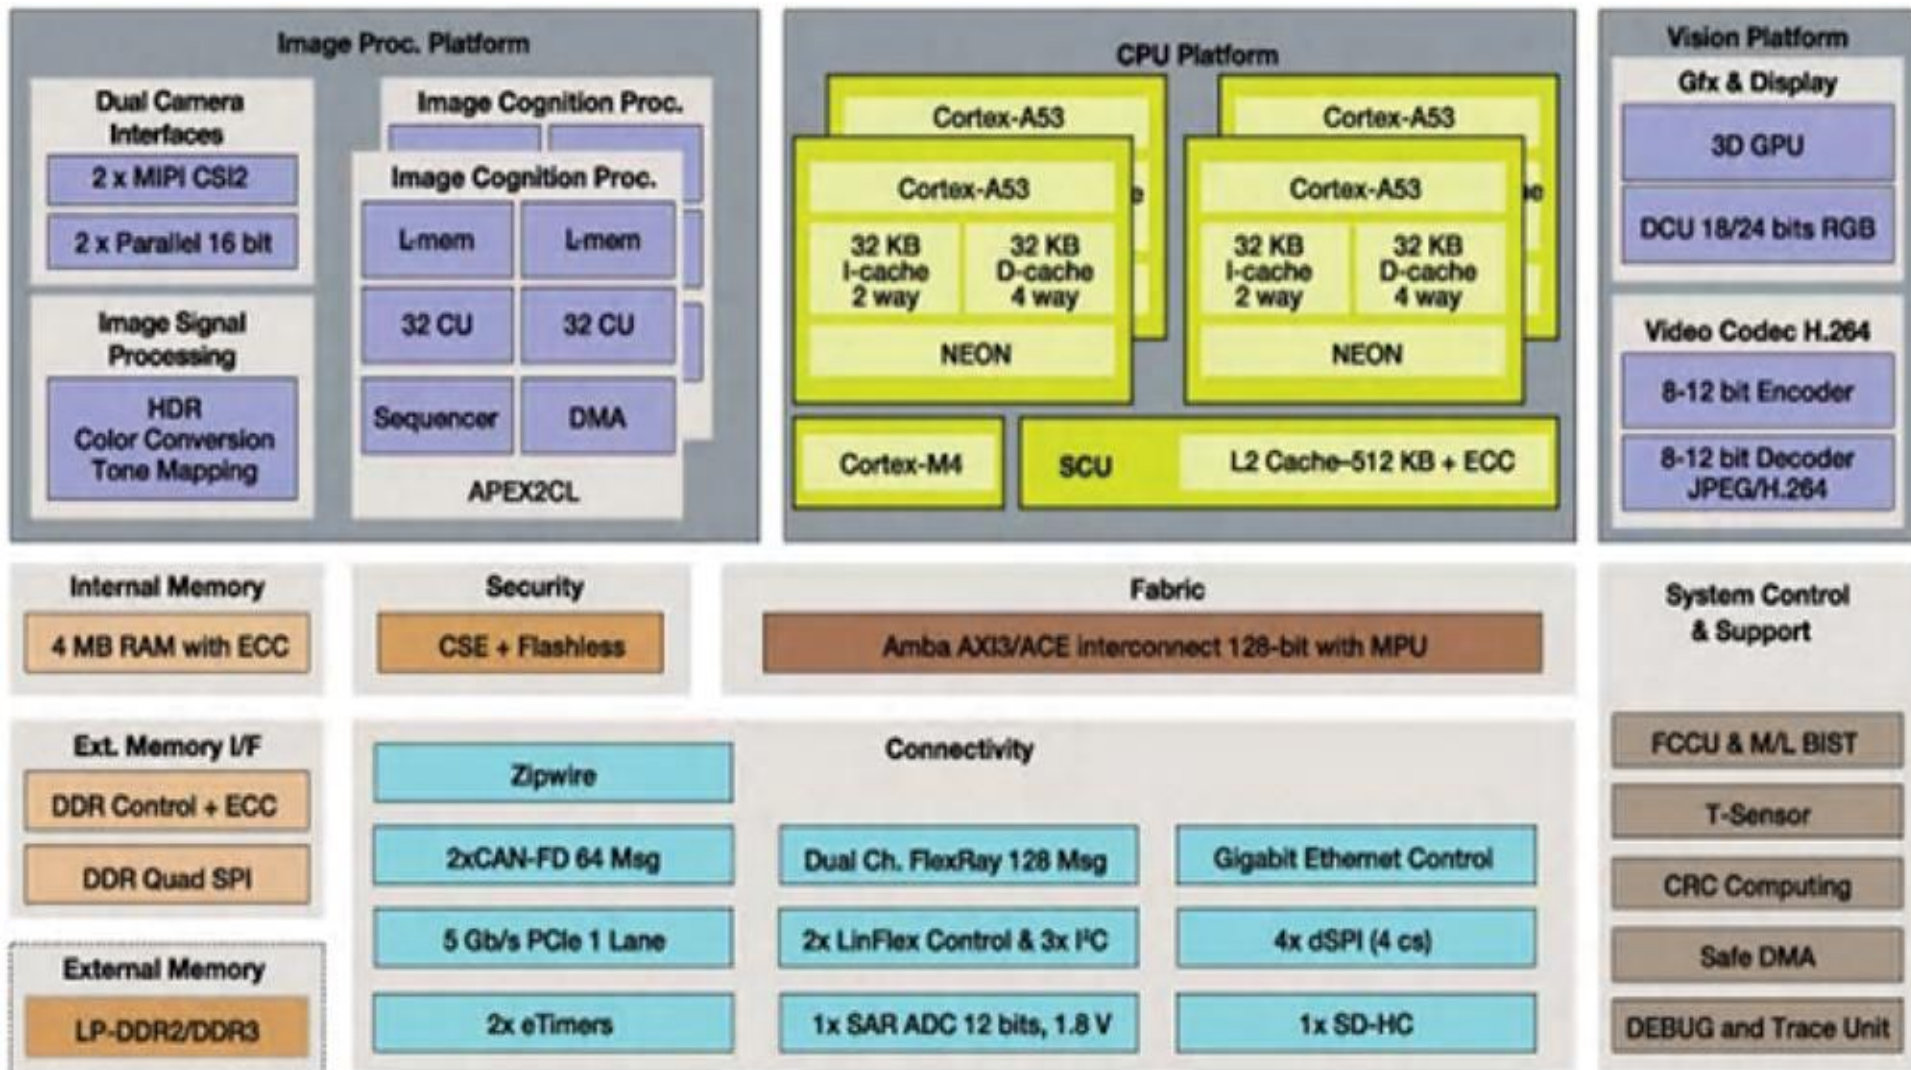 Image Proc. Platform
Dual Camera
Interfaces
2 x MIPI CSI2
2 x Parallel 16 bit
Image Signal
Processing
HDR
Color Conversion
Tone Mapping
Image Cognition Proc.
Image Cognition Proc.
L-mem
L-mem
32 CU
32 CU
Sequencer
DMA
APEX2CL
CPU Platform
Cortex-A53
Cortex-A53
e
32 KB
I-cache
2 way
32 KB
D-cache
4 way
NEON
Cortex-A53
Cortex-A53
ne
32 KB
I-cache
2 way
32 KB
D-cache
4 way
NEON
Cortex-M4
SCU
L2 Cache–512 KB + ECC
Vision Platform
Gfx & Display
3D GPU
DCU 18/24 bits RGB
Video Codec H.264
8-12 bit Encoder
8-12 bit Decoder
JPEG/H.264
Internal Memory
4 MB RAM with ECC
Security
CSE + Flashless
Fabric
Amba AXI3/ACE interconnect 128-bit with MPU
System Control
& Support
FCCU & M/L BIST
T-Sensor
CRC Computing
Safe DMA
DEBUG and Trace Unit
Ext. Memory I/F
DDR Control + ECC
DDR Quad SPI
External Memory
LP-DDR2/DDR3
Connectivity
Zipwire
2xCAN-FD 64 Msg
Dual Ch. FlexRay 128 Msg
Gigabit Ethernet Control
5 Gb/s PCIe 1 Lane
2x LinFlex Control & 3x I²C
4x dSPI (4 cs)
2x eTimers
1x SAR ADC 12 bits, 1.8 V
1x SD-HC